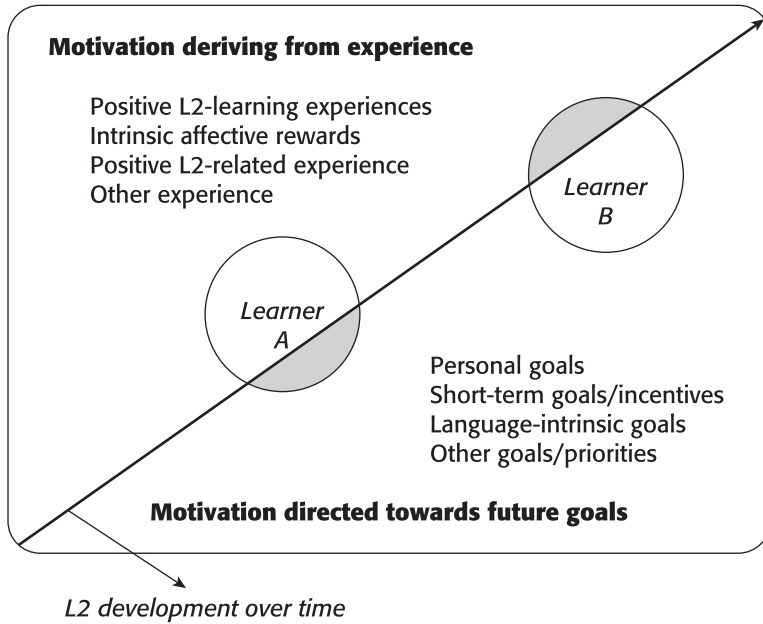 Motivation deriving from experience
Positive L2-learning experiences
Intrinsic affective rewards
Positive L2-related experience
Other experience
Learner
B
Learner
A
Personal goals
Short-term goals/incentives
Language-intrinsic goals
Other goals/priorities
Motivation directed towards future goals
L2 development over time